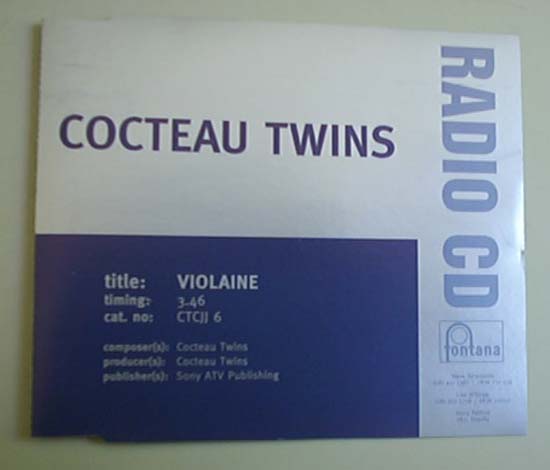 COCTEAU TWINS
RADIO CD
title: VIOLAINE
timing: 3.46
cat. no: CTCJJ 6
composer(s): Cocteau Twins
producer(s): Cocteau Twins
publisher(s): Sony ATV Publishing
fontana